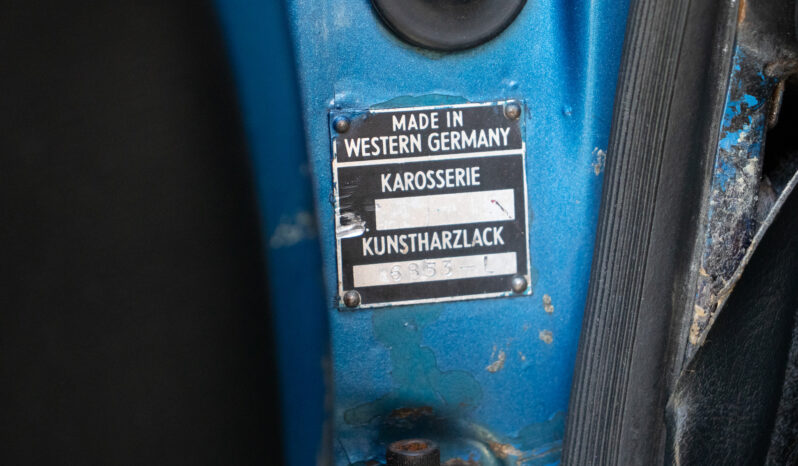 MADE IN
WESTERN GERMANY
KAROSSERIE
KUNSTHARZLACK
6853-L